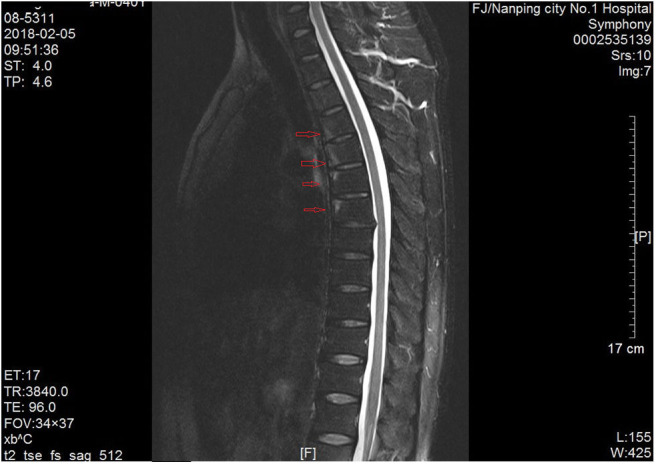 08-5311
2018-02-05
09:51:36
ST: 4.0
TP: 4.6
FJ/Nanping city No.1 Hospital
Symphony
0002535139
Srs:10
Img:7
[P]
17 cm
ET:17
TR:3840.0
TE: 96.0
FOV:34×37
xb^C
t2_tse_fs_sag_512
[F]
L:155
W:425